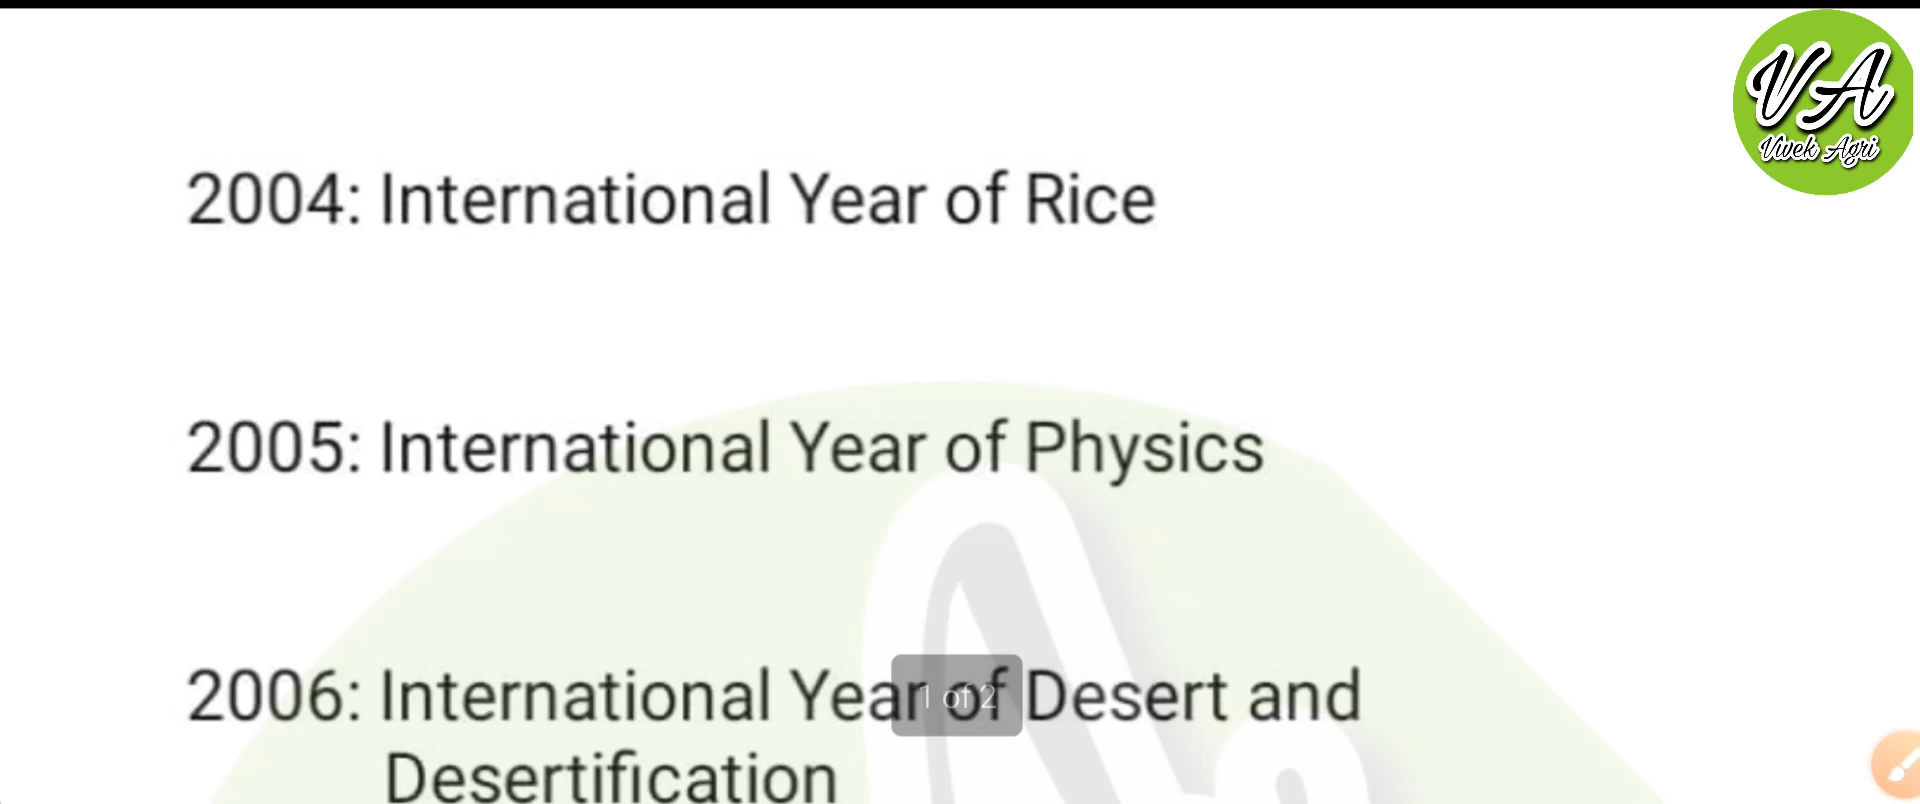 VA
Vivek Agri
2004: International Year of Rice
2005: International Year of Physics
2006: International Year of Desert and
1 of 2
Desertification